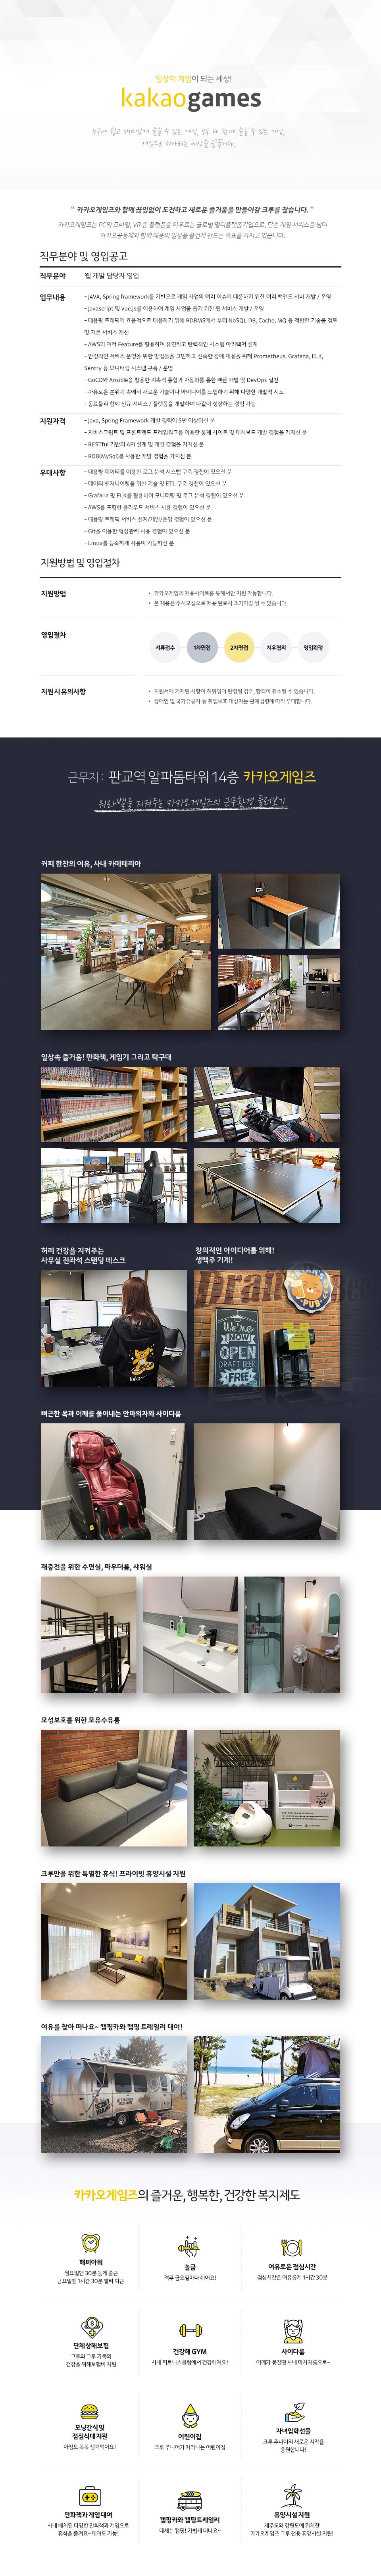 일상이 게임이 되는 세상!
kakaogames
누구나 쉽고 재미있게 즐길 수 있는 게임, 모두 다 함께 즐길 수 있는 게임,
“ 카카오게임즈와 함께 끊임없이 도전하고 새로운 즐거움을 만들어갈 크루를 찾습니다. ”
카카오게임즈는 PC와 모바일, VR 등 플랫폼을 아우르는 글로벌 멀티플랫폼기업으로, 단순 게임 서비스를 넘어
카카오공동체와 함께 대중의 일상을 즐겁게 만드는 목표를 가지고 있습니다.
직무분야 및 영입공고
직무분야
웹 개발 담당자 영입
업무내용
- JAVA, Spring framework를 기반으로 게임 사업의 여러 이슈에 대응하기 위한 여러 백엔드 서버 개발 / 운영
- Javascript 및 vue.js를 이용하여 게임 사업을 돕기 위한 웹 서비스 개발 / 운영
- 대용량 트래픽에 효율적으로 대응하기 위해 RDBMS에서 부터 NoSQL DB, Cache, MQ 등 적합한 기술을 검토
및 기존 서비스 개선
- AWS의 여러 Feature를 활용하여 유연하고 탄력적인 시스템 아키텍처 설계
- 안정적인 서비스 운영을 위한 방법들을 고민하고 신속한 장애 대응을 위해 Prometheus, Grafana, ELK,
Sentry 등 모니터링 시스템 구축 / 운영
- GoCD와 Ansible을 활용한 지속적 통합과 자동화를 통한 빠른 개발 및 DevOps 실천
- 자유로운 분위기 속에서 새로운 기술이나 아이디어를 도입하기 위해 다양한 개발적 시도
- 동료들과 함께 신규 서비스 / 플랫폼을 개발하며 다같이 성장하는 경험 가능
지원자격
- Java, Spring Framework 개발 경력이 5년 이상이신 분
- 자바스크립트 및 프론트엔드 프레임워크를 이용한 통계 사이트 및 대시보드 개발 경험을 가지신 분
- RESTful 기반의 API 설계 및 개발 경험을 가지신 분
- RDB(MySql)를 사용한 개발 경험을 가지신 분
우대사항
- 대용량 데이터를 이용한 로그 분석 시스템 구축 경험이 있으신 분
- 데이터 엔지니어링을 위한 기술 및 ETL 구축 경험이 있으신 분
- Grafana 및 ELK를 활용하여 모니터링 및 로그 분석 경험이 있으신 분
- AWS를 포함한 클라우드 서비스 사용 경험이 있으신 분
- 대용량 트래픽 서비스 설계/개발/운영 경험이 있으신 분
- Git을 이용한 형상관리 사용 경험이 있으신 분
- Linux를 능숙하게 사용이 가능하신 분
지원방법 및 영입절차
지원방법
• 카카오게임즈 채용사이트를 통해서만 지원 가능합니다.
• 본 채용은 수시모집으로 채용 완료시 조기마감 될 수 있습니다.
영입절차
서류접수
1차면접
2차면접
처우협의
영입확정
지원시 유의사항
• 지원서에 기재된 사항이 허위임이 판명될 경우, 합격이 취소될 수 있습니다.
• 장애인 및 국가유공자 등 취업보호 대상자는 관계법령에 따라 우대합니다.
근무지 : 판교역 알파돔타워 14층 카카오게임즈
워라밸을 지켜주는 카카오게임즈의 근무환경 둘러보기
커피 한잔의 여유, 사내 카페테리아
일상속 즐거움! 만화책, 게임기 그리고 탁구대
허리 건강을 지켜주는
사무실 전좌석 스탠딩 데스크
창의적인 아이디어를 위해!
생맥주 기계!
kakao
WE'RE
NOW
OPEN
DRAFT BEER
FREE
PUB
뻐근한 목과 어깨를 풀어내는 안마의자와 사이다룸
재충전을 위한 수면실, 파우더룸, 샤워실
모성보호를 위한 모유수유룸
크루만을 위한 특별한 휴식! 프라이빗 휴양시설 지원
여유를 찾아 떠나요~ 캠핑카와 캠핑 트레일러 대여!
카카오게임즈의 즐거운, 행복한, 건강한 복지제도
해피아워
월요일엔 30분 늦게 출근
금요일엔 1시간 30분 빨리 퇴근
놀금
격주 금요일마다 쉬어요!
여유로운 점심시간
점심시간은 여유롭게 1시간 30분
단체상해보험
크루와 크루 가족의
건강을 위해 보험비 지원
건강해 GYM
사내 피트니스클럽에서 건강해져요!
사이다룸
어깨가 뭉칠땐 사내 마사지룸으로~
모닝간식 및
점심식대 지원
아침도 꼭꼭 챙겨먹어요!
어린이집
크루 주니어가 자라나는 어린이집
자녀입학선물
크루 주니어의 새로운 시작을
응원합니다!
만화책과 게임 대여
사내 배치된 다양한 만화책과 게임기로
휴식을 즐겨요~ 대여도 가능!
캠핑카와 캠핑트레일러
대세는 캠핑! 가볍게 떠나요~
휴양시설 지원
제주도와 강원도에 위치한
카카오게임즈 크루 전용 휴양시설 지원!